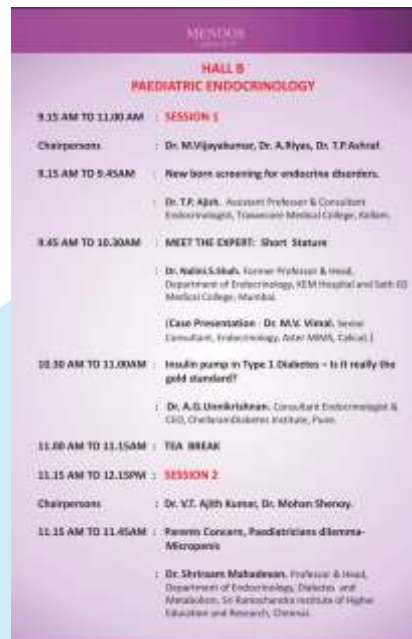 MENDOS
HALL B
PAEDIATRIC ENDOCRINOLOGY
9.15 AM TO 11.00 AM : SESSION 1
Chairpersons : Dr. M.Vijayakumar, Dr. A.Riyas, Dr. T.P.Ashraf.
9.15 AM TO 9.45AM : New born screening for endocrine disorders.
: Dr. T.P. Ajish. Assistant Professor & Consultant
Endocrinologist, Travancore Medical College, Kollam.
9.45 AM TO 10.30AM : MEET THE EXPERT: Short Stature
: Dr. Nalini.S.Shah. Former Professor & Head,
Department of Endocrinology, KEM Hospital and Seth GS
Medical College, Mumbai.
(Case Presentation : Dr. M.V. Vimal. Senior
Consultant, Endocrinology, Aster MIMS, Calicut.)
10.30 AM TO 11.00AM : Insulin pump in Type 1 Diabetes – Is it really the
gold standard?
: Dr. A.G.Unnikrishnan. Consultant Endocrinologist &
CEO, ChellaramDiabetes Institute, Pune.
11.00 AM TO 11.15AM : TEA BREAK
11.15 AM TO 12.15PM : SESSION 2
Chairpersons : Dr. V.T. Ajith Kumar, Dr. Mohan Shenoy.
11.15 AM TO 11.45AM : Parents Concern, Paediatricians dilemma-
Micropenis
: Dr. Shriraam Mahadevan. Professor & Head,
Department of Endocrinology, Diabetes and
Metabolism, Sri Ramachandra Institute of Higher
Education and Research, Chennai.